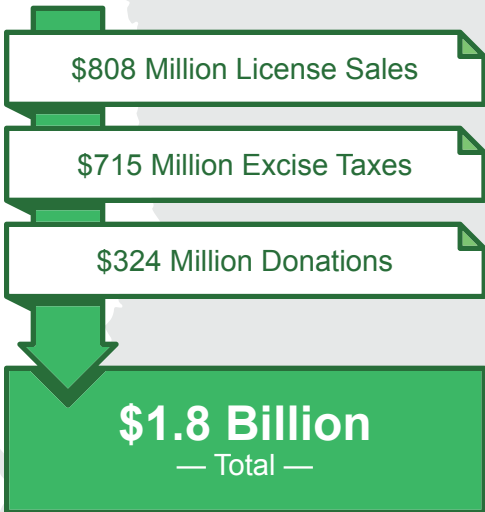 $808 Million License Sales
$715 Million Excise Taxes
$324 Million Donations
$1.8 Billion
— Total —